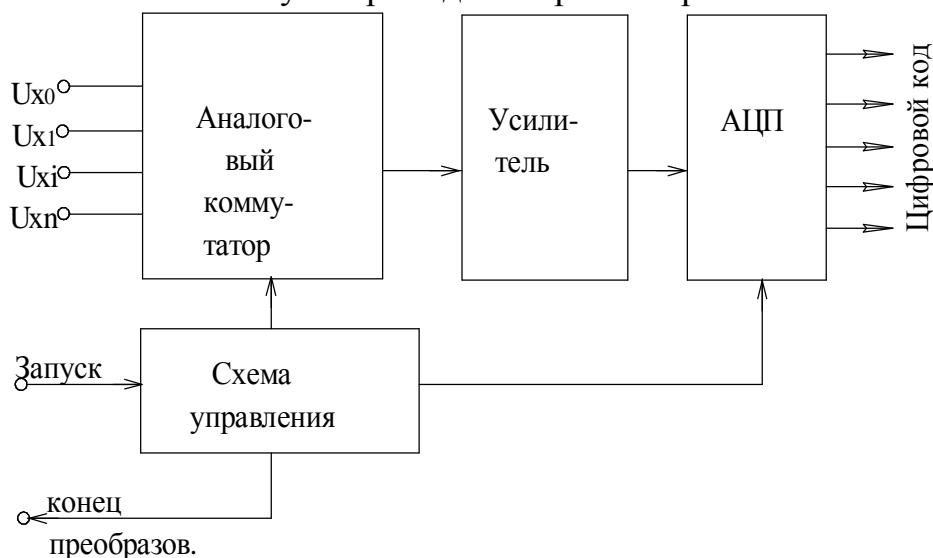 Ux0
Ux1
Uxi
Uxn
Аналого-
вый
комму-
татор
Усили-
тель
АЦП
Цифровой код
Запуск
Схема
управления
конец
преобразов.